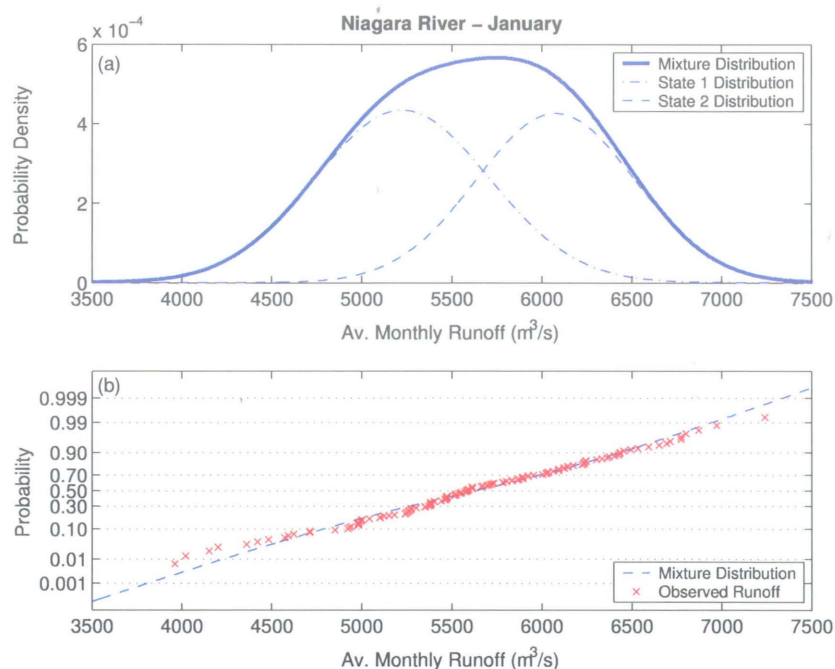 Niagara River – January
x 10⁻⁴
6
(a)
Mixture Distribution
State 1 Distribution
State 2 Distribution
4
2
0
Probability Density
3500 4000 4500 5000 5500 6000 6500 7000 7500
Av. Monthly Runoff (m³/s)
(b)
0.999
0.99
0.90
0.70
0.50
0.30
0.10
0.01
0.001
Probability
Mixture Distribution
Observed Runoff
3500 4000 4500 5000 5500 6000 6500 7000 7500
Av. Monthly Runoff (m³/s)